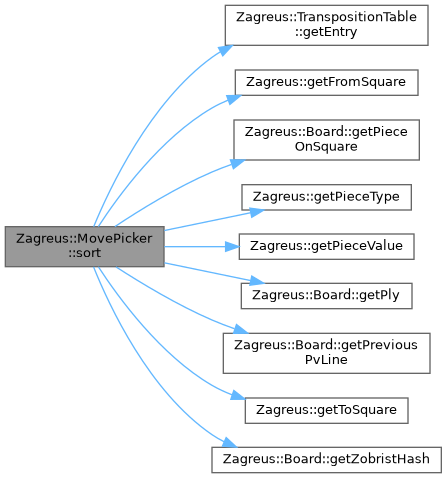 Zagreus::MovePicker
::sort
Zagreus::TranspositionTable
::getEntry
Zagreus::getFromSquare
Zagreus::Board::getPiece
OnSquare
Zagreus::getPieceType
Zagreus::getPieceValue
Zagreus::Board::getPly
Zagreus::Board::getPrevious
PvLine
Zagreus::getToSquare
Zagreus::Board::getZobristHash